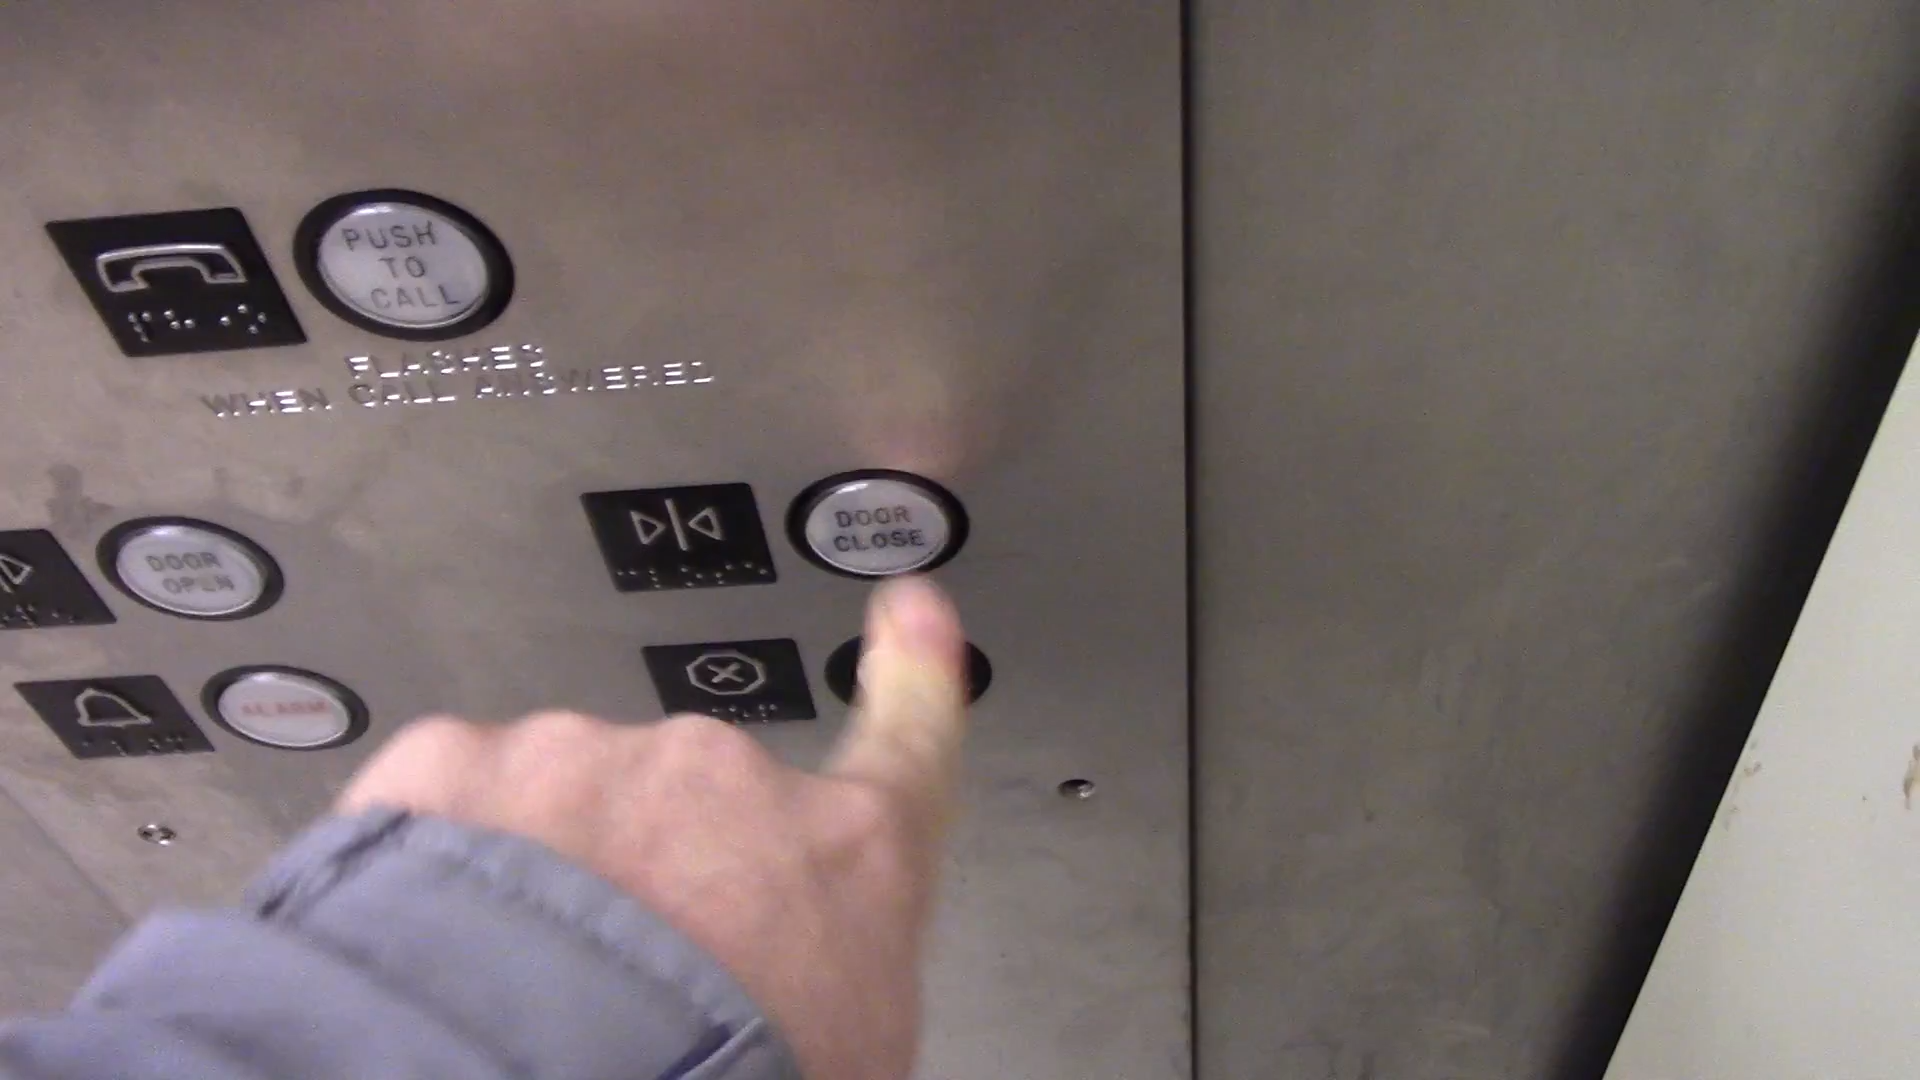 PUSH
TO
CALL
FLASHES
WHEN CALL ANSWERED
DOOR
CLOSE
DOOR
OPEN
ALARM